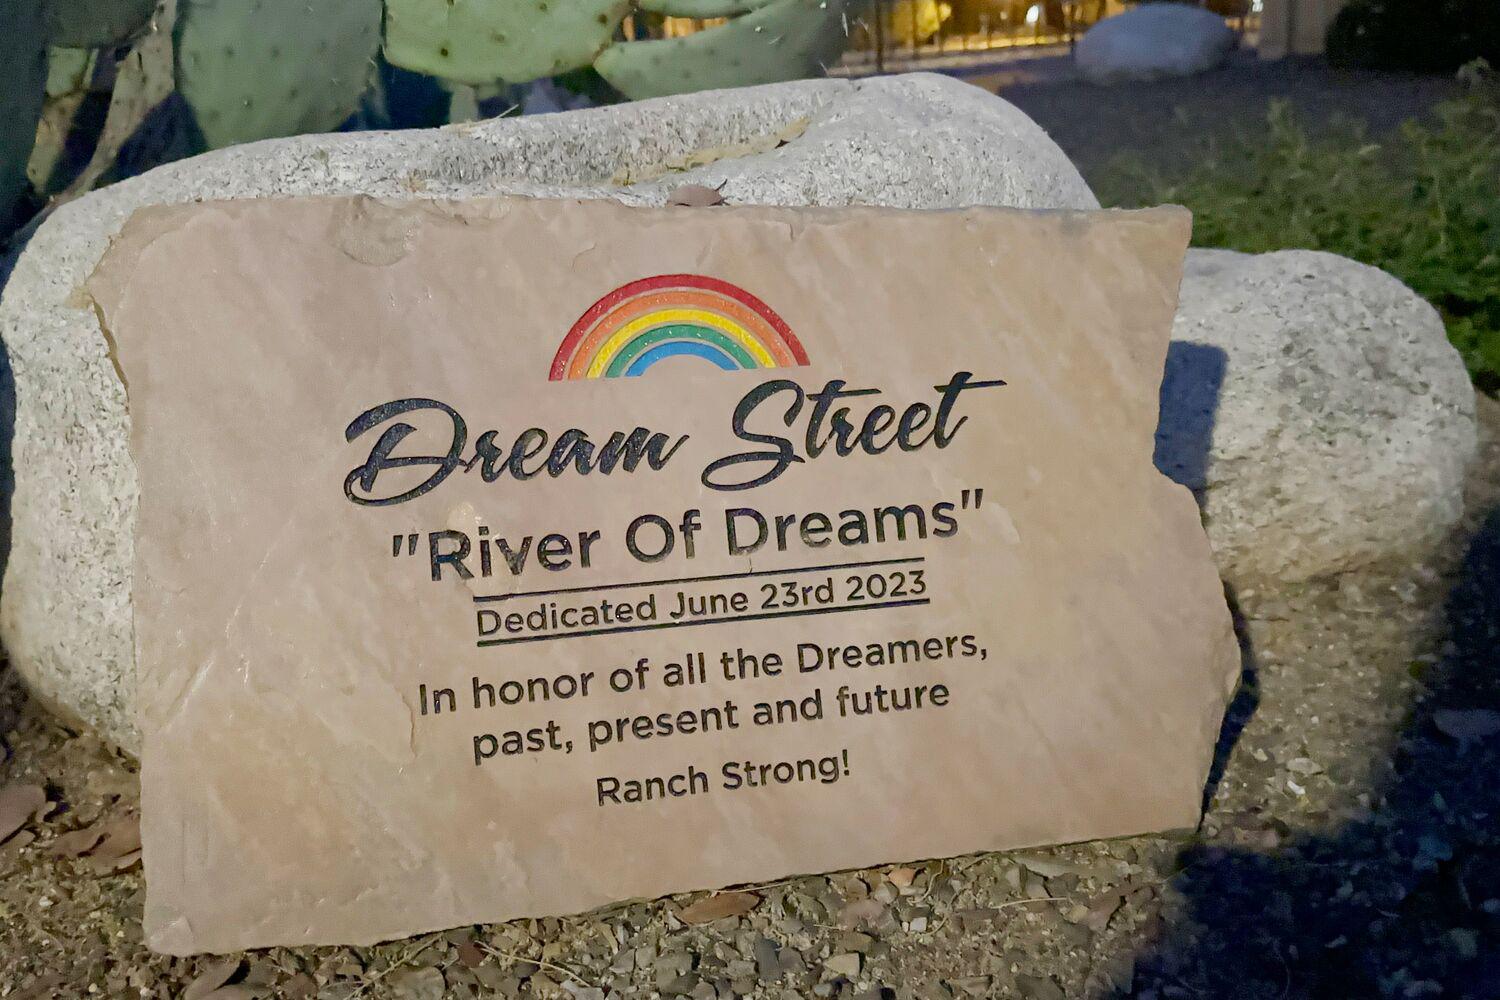 Dream Street
"River Of Dreams"
Dedicated June 23rd 2023
In honor of all the Dreamers,
past, present and future
Ranch Strong!